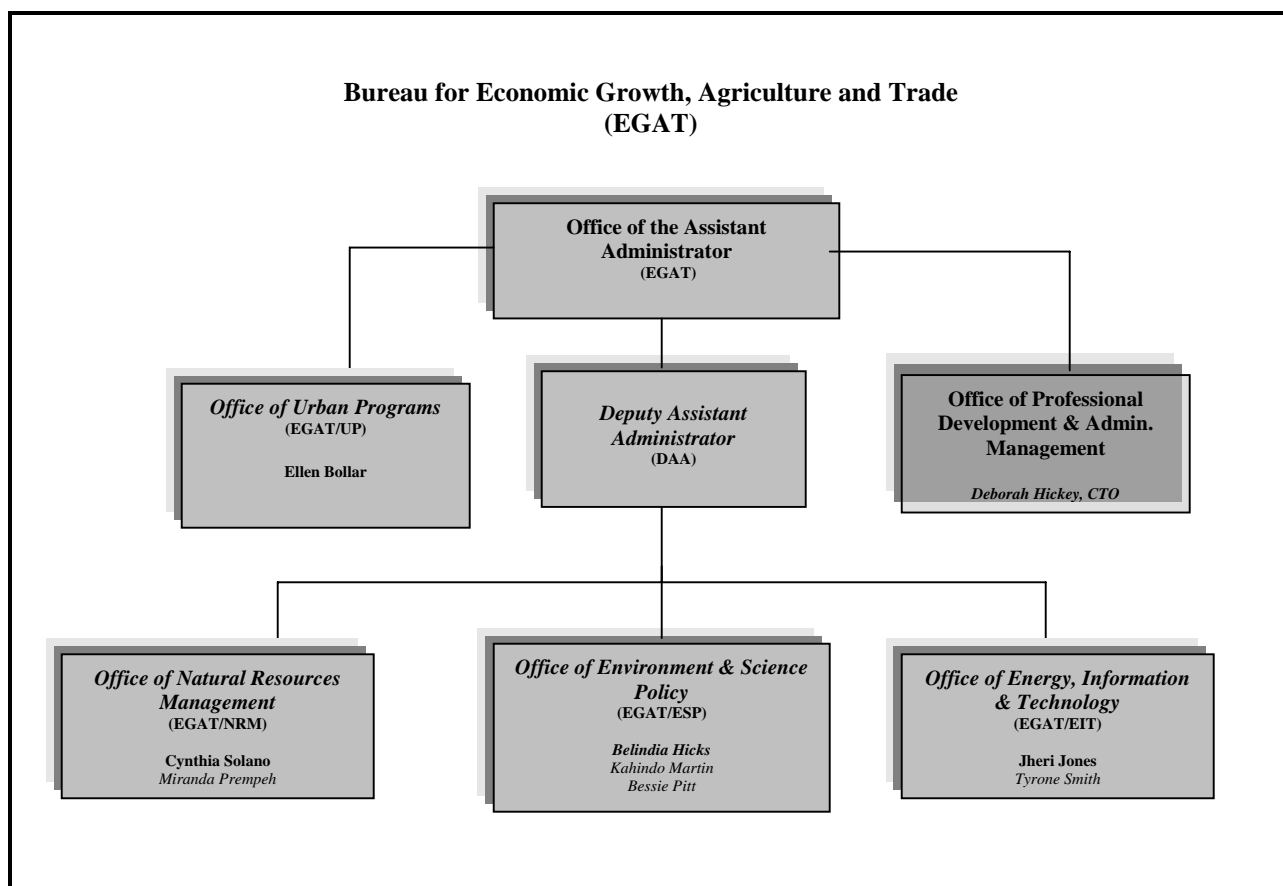 Bureau for Economic Growth, Agriculture and Trade
(EGAT)
Office of the Assistant
Administrator
(EGAT)
Office of Urban Programs
(EGAT/UP)
Ellen Bollar
Deputy Assistant
Administrator
(DAA)
Office of Professional
Development & Admin.
Management
Deborah Hickey, CTO
Office of Natural Resources
Management
(EGAT/NRM)
Cynthia Solano
Miranda Prempeh
Office of Environment & Science
Policy
(EGAT/ESP)
Belindia Hicks
Kahindo Martin
Bessie Pitt
Office of Energy, Information
& Technology
(EGAT/EIT)
Jheri Jones
Tyrone Smith